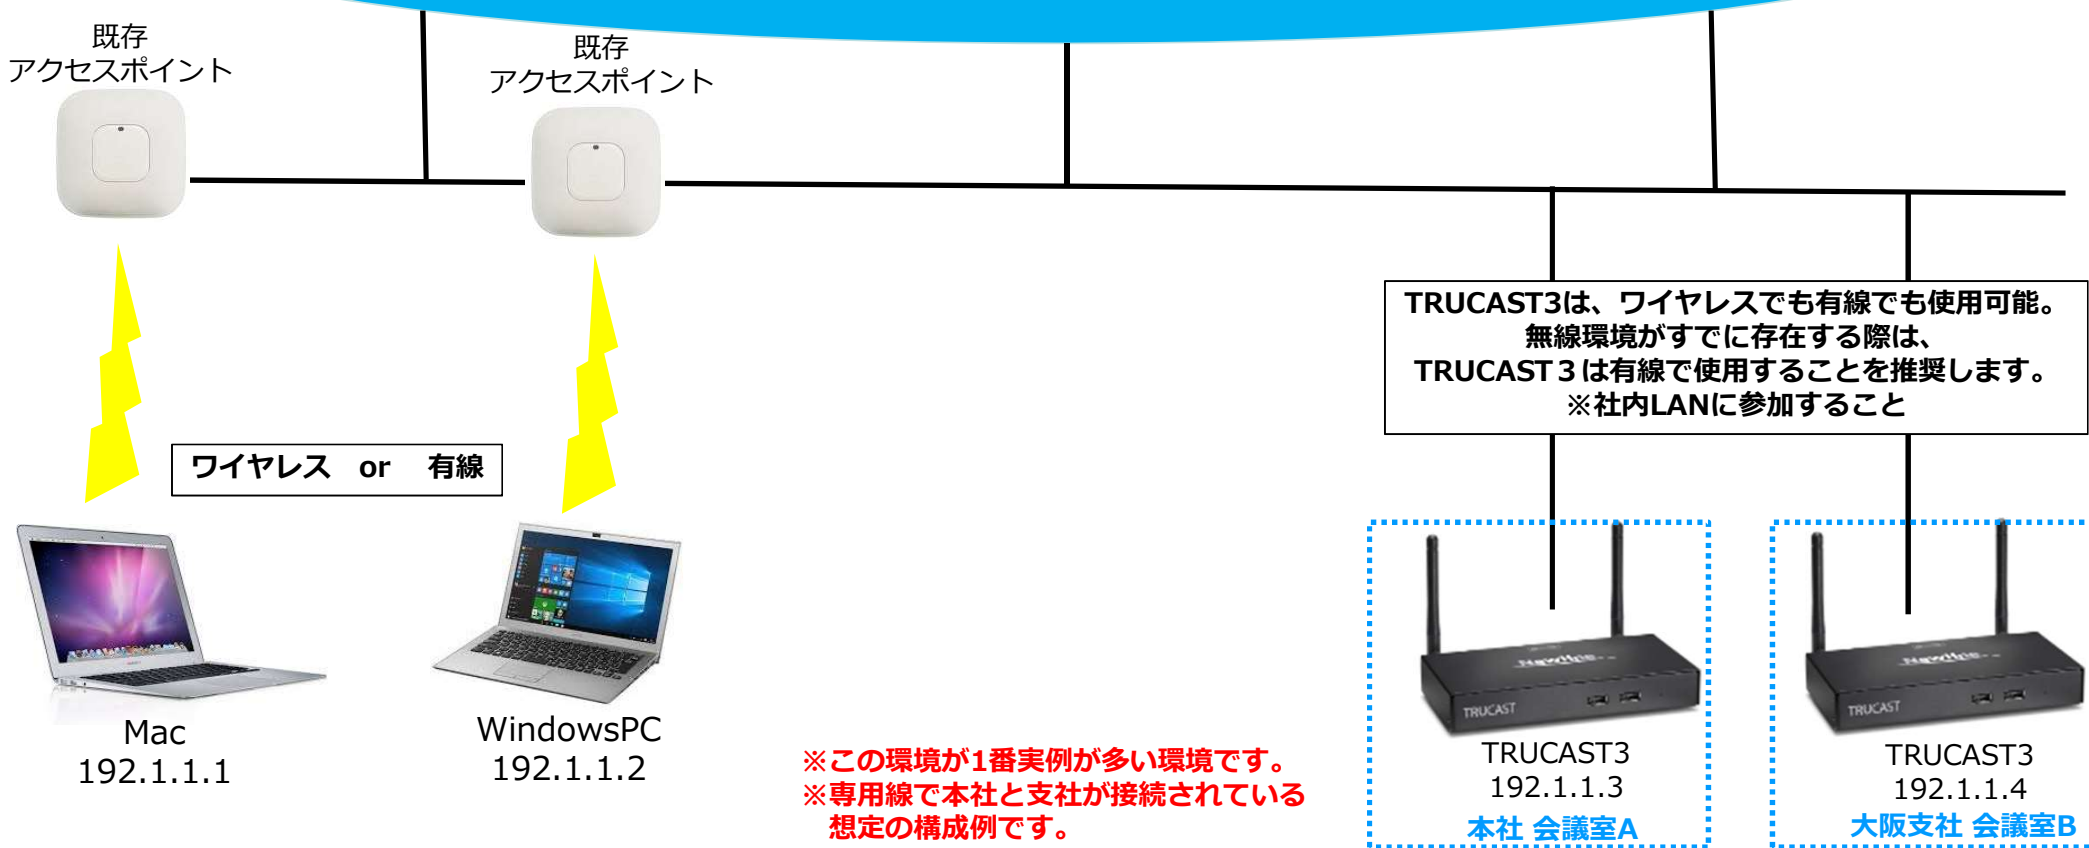 既存
アクセスポイント
既存
アクセスポイント
TRUCAST3は、ワイヤレスでも有線でも使用可能。
無線環境がすでに存在する際は、
TRUCAST３は有線で使用することを推奨します。
※社内LANに参加すること
ワイヤレス or 有線
Mac
192.1.1.1
WindowsPC
192.1.1.2
※この環境が1番実例が多い環境です。
※専用線で本社と支社が接続されている
想定の構成例です。
Newline
TRUCAST
TRUCAST3
192.1.1.3
本社 会議室A
Newline
TRUCAST
TRUCAST3
192.1.1.4
大阪支社 会議室B